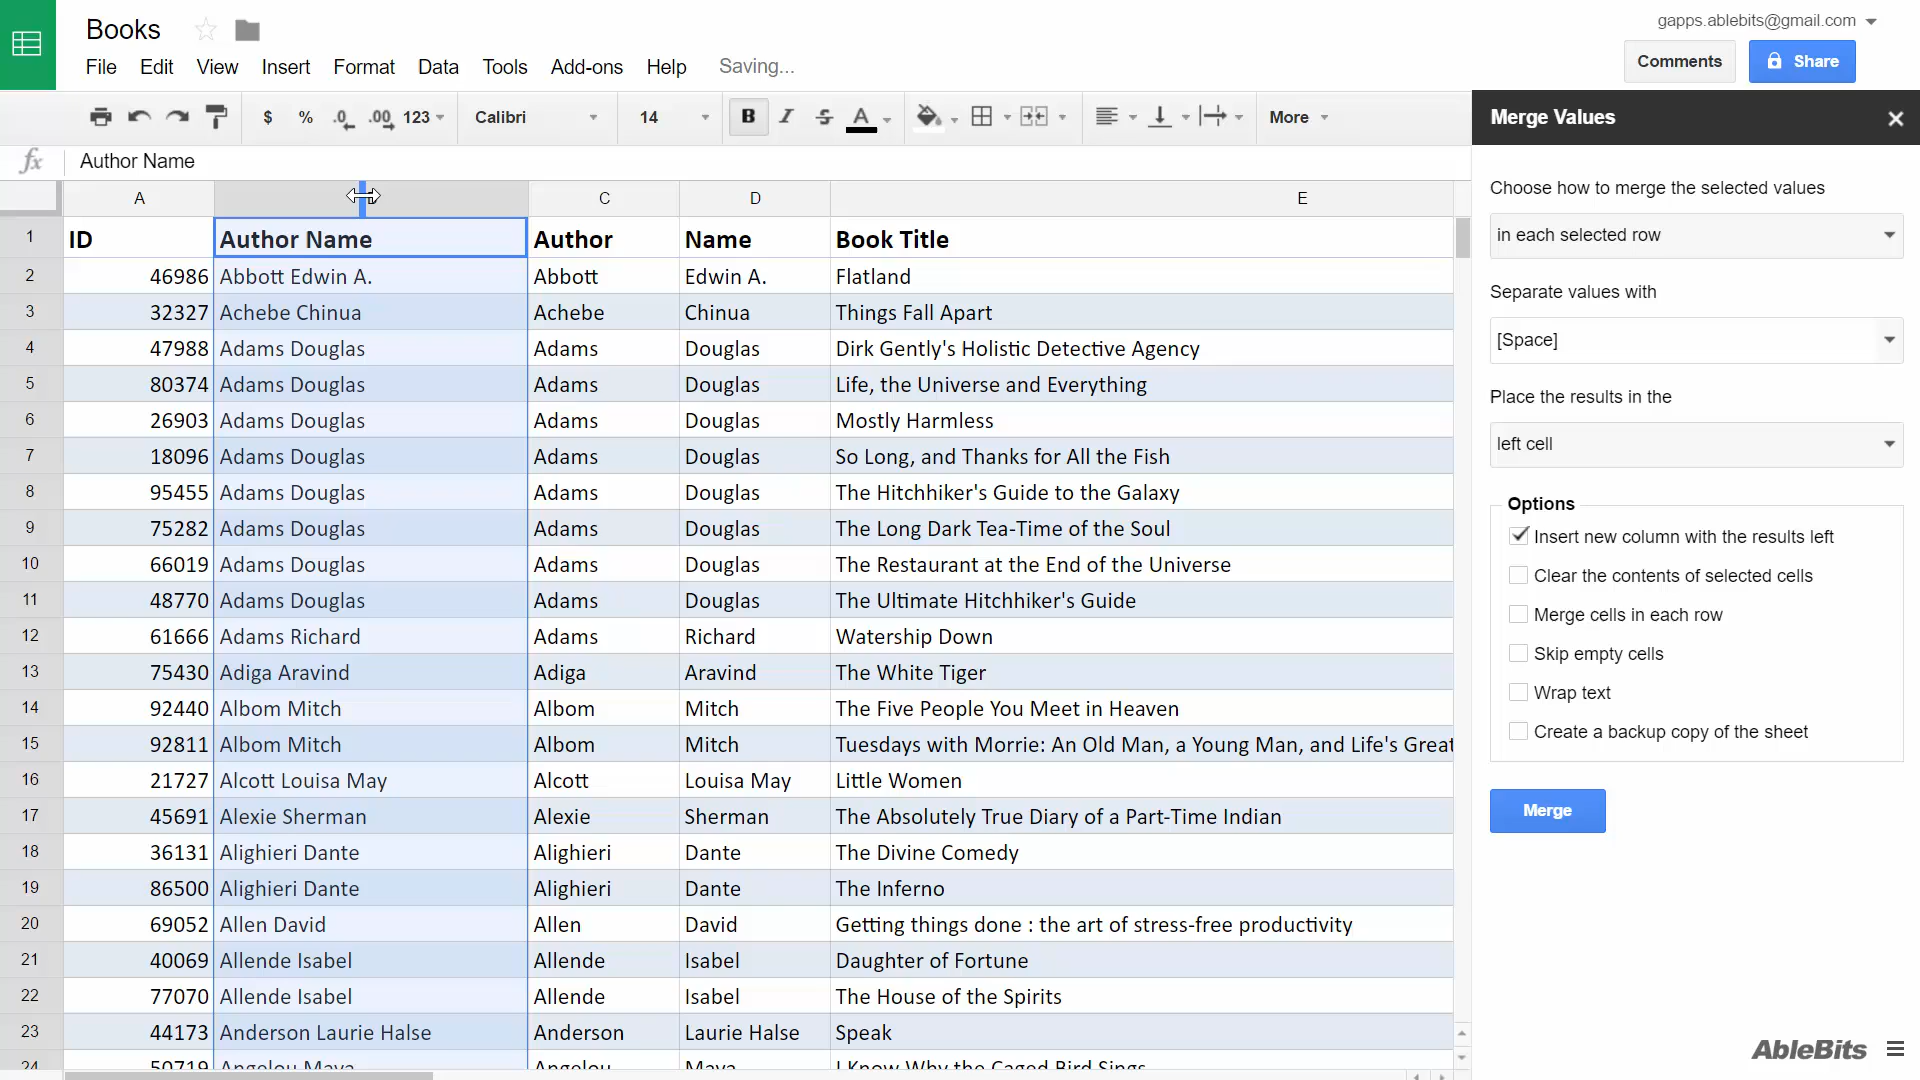 Books
gapps.ablebits@gmail.com
File Edit View Insert Format Data Tools Add-ons Help Saving...
Comments Share
$ % .0 .00 123 Calibri 14 B I S A More
fx Author Name
A C D E
1 ID Author Name Author Name Book Title
2 46986 Abbott Edwin A. Abbott Edwin A. Flatland
3 32327 Achebe Chinua Achebe Chinua Things Fall Apart
4 47988 Adams Douglas Adams Douglas Dirk Gently's Holistic Detective Agency
5 80374 Adams Douglas Adams Douglas Life, the Universe and Everything
6 26903 Adams Douglas Adams Douglas Mostly Harmless
7 18096 Adams Douglas Adams Douglas So Long, and Thanks for All the Fish
8 95455 Adams Douglas Adams Douglas The Hitchhiker's Guide to the Galaxy
9 75282 Adams Douglas Adams Douglas The Long Dark Tea-Time of the Soul
10 66019 Adams Douglas Adams Douglas The Restaurant at the End of the Universe
11 48770 Adams Douglas Adams Douglas The Ultimate Hitchhiker's Guide
12 61666 Adams Richard Adams Richard Watership Down
13 75430 Adiga Aravind Adiga Aravind The White Tiger
14 92440 Albom Mitch Albom Mitch The Five People You Meet in Heaven
15 92811 Albom Mitch Albom Mitch Tuesdays with Morrie: An Old Man, a Young Man, and Life's Great
16 21727 Alcott Louisa May Alcott Louisa May Little Women
17 45691 Alexie Sherman Alexie Sherman The Absolutely True Diary of a Part-Time Indian
18 36131 Alighieri Dante Alighieri Dante The Divine Comedy
19 86500 Alighieri Dante Alighieri Dante The Inferno
20 69052 Allen David Allen David Getting things done : the art of stress-free productivity
21 40069 Allende Isabel Allende Isabel Daughter of Fortune
22 77070 Allende Isabel Allende Isabel The House of the Spirits
23 44173 Anderson Laurie Halse Anderson Laurie Halse Speak
24 50719 Angelou Maya Angelou Maya I Know Why the Caged Bird Sings
Merge Values
Choose how to merge the selected values
in each selected row
Separate values with
[Space]
Place the results in the
left cell
Options
Insert new column with the results left
Clear the contents of selected cells
Merge cells in each row
Skip empty cells
Wrap text
Create a backup copy of the sheet
Merge
AbleBits